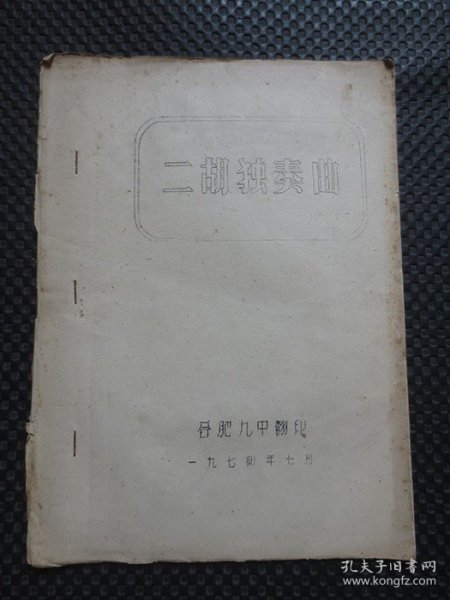 二胡独奏曲
合肥九中翻印
一九七四年七月
孔夫子旧书网
www.kongfz.com